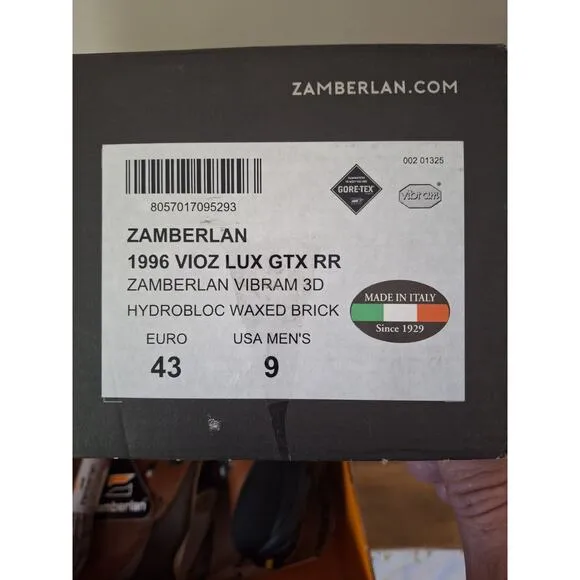 ZAMBERLAN.COM
002 01325
GORE-TEX
vibram
8057017095293
ZAMBERLAN
1996 VIOZ LUX GTX RR
ZAMBERLAN VIBRAM 3D
HYDROBLOC WAXED BRICK
MADE IN ITALY
Since 1929
EURO USA MEN'S
43 9
zamberlan